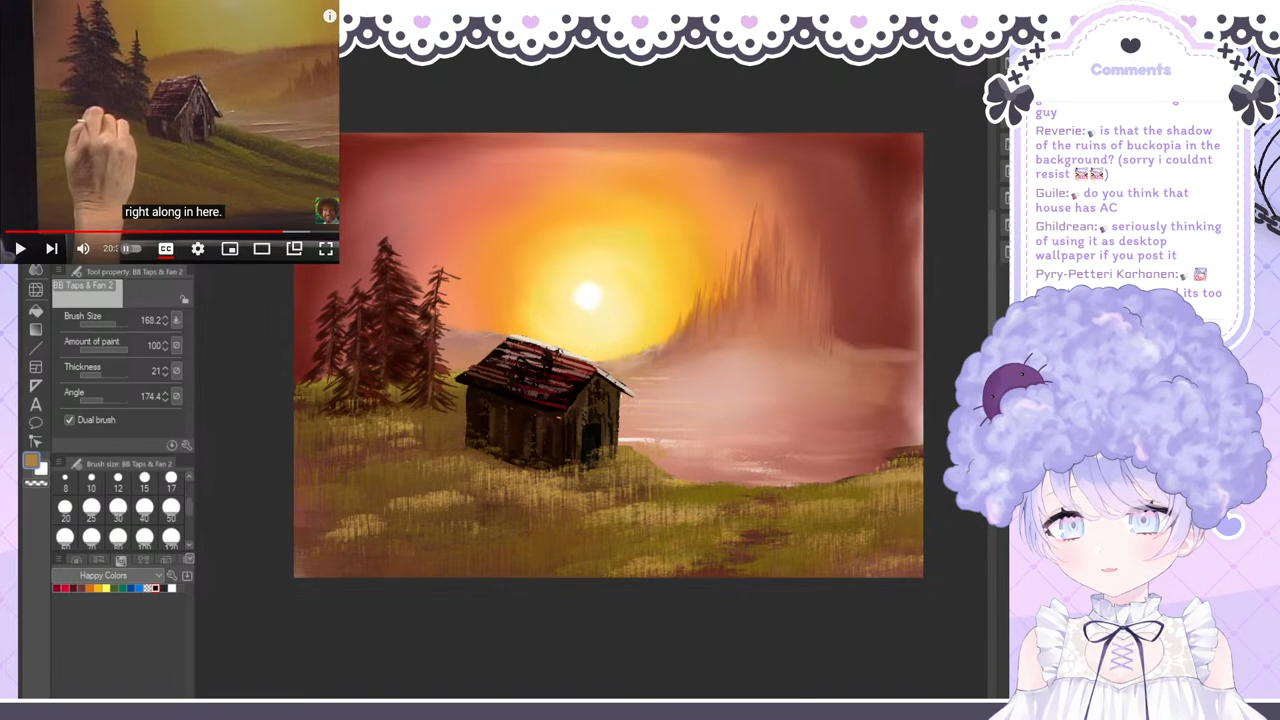 right along in here.
20:3
CC
Tool property: BB Taps & Fan 2
BB Taps & Fan 2
Brush Size 168.2
Amount of paint 100
Thickness 21
Angle 174.4
Dual brush
Brush size: BB Taps & Fan 2
8 10 12 15 17
20 25 30 40 50
Happy Colors
Comments
guy
Reverie: is that the shadow
of the ruins of buckopia in the
background? (sorry i couldnt
resist )
Guile: do you think that
house has AC
Ghildrean: seriously thinking
of using it as desktop
wallpaper if you post it
Pyry-Petteri Korhonen:
its too